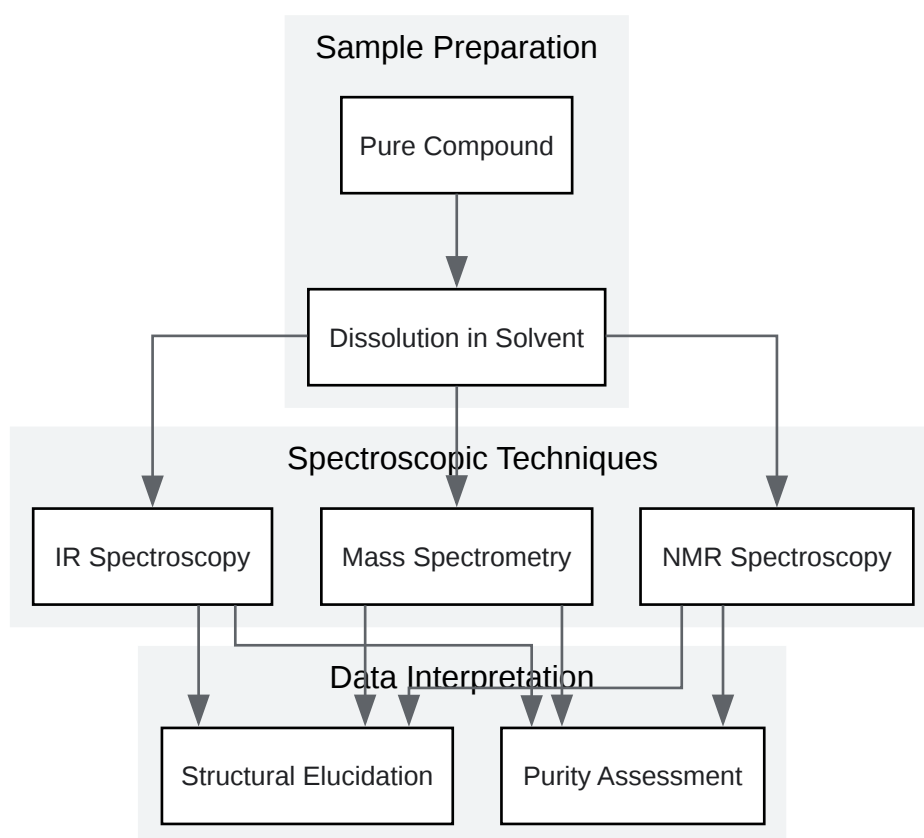 Sample Preparation
Pure Compound
Dissolution in Solvent
Spectroscopic Techniques
IR Spectroscopy
Mass Spectrometry
NMR Spectroscopy
Data Interpretation
Structural Elucidation
Purity Assessment